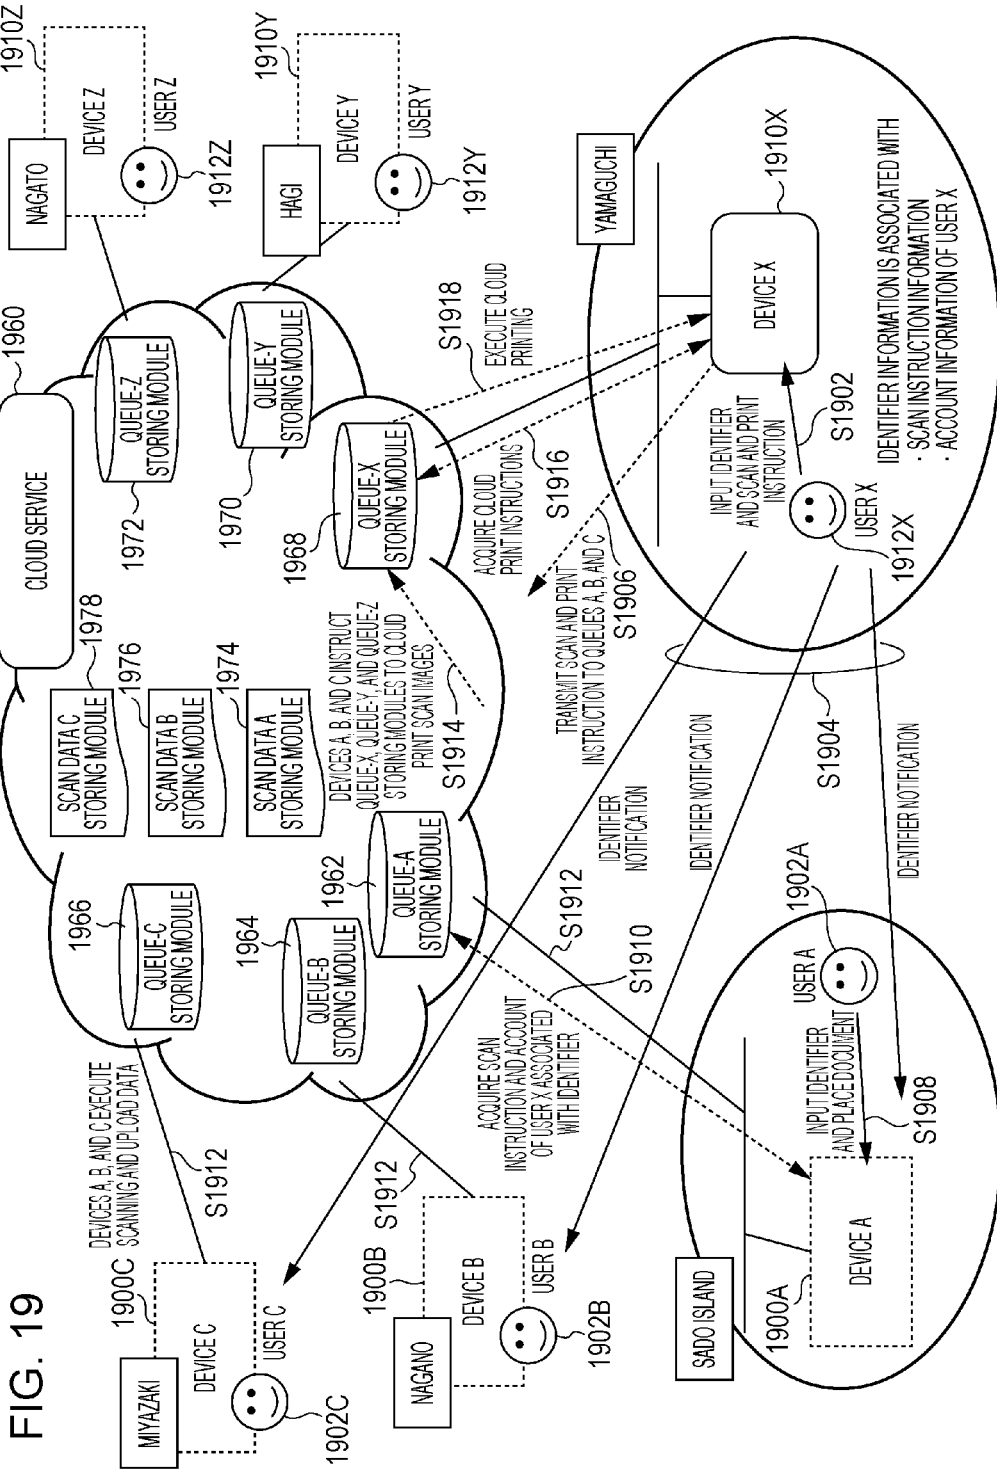 FIG. 19
MIYAZAKI
1900C
DEVICE C
USER C
1902C
DEVICES A, B, AND C EXECUTE
SCANNING AND UPLOAD DATA
S1912
NAGANO
1900B
DEVICE B
USER B
1902B
S1912
SADO ISLAND
1900A
DEVICE A
USER A
1902A
INPUT IDENTIFIER
AND PLACE DOCUMENT
S1908
ACQUIRE SCAN
INSTRUCTION AND ACCOUNT
OF USER X ASSOCIATED
WITH IDENTIFIER
S1910
S1912
1966
QUEUE-C
STORING MODULE
1964
QUEUE-B
STORING MODULE
1962
QUEUE-A
STORING MODULE
CLOUD SERVICE
1960
SCAN DATA C
STORING MODULE
1978
SCAN DATA B
STORING MODULE
1976
SCAN DATA A
STORING MODULE
1974
DEVICES A, B, AND C INSTRUCT
QUEUE-X, QUEUE-Y, AND QUEUE-Z
STORING MODULES TO CLOUD
PRINT SCAN IMAGES
S1914
QUEUE-Z
STORING MODULE
1972
QUEUE-Y
STORING MODULE
1970
QUEUE-X
STORING MODULE
1968
NAGATO
1910Z
DEVICE Z
USER Z
1912Z
HAGI
1910Y
DEVICE Y
USER Y
1912Y
S1918
EXECUTE CLOUD
PRINTING
ACQUIRE CLOUD
PRINT INSTRUCTIONS
S1916
TRANSMIT SCAN AND PRINT
INSTRUCTION TO QUEUES A, B, AND C
S1906
IDENTIFIER
NOTIFICATION
IDENTIFIER NOTIFICATION
IDENTIFIER NOTIFICATION
S1904
YAMAGUCHI
DEVICE X
1910X
INPUT IDENTIFIER
AND SCAN AND PRINT
INSTRUCTION
S1902
USER X
1912X
IDENTIFIER INFORMATION IS ASSOCIATED WITH
· SCAN INSTRUCTION INFORMATION
· ACCOUNT INFORMATION OF USER X